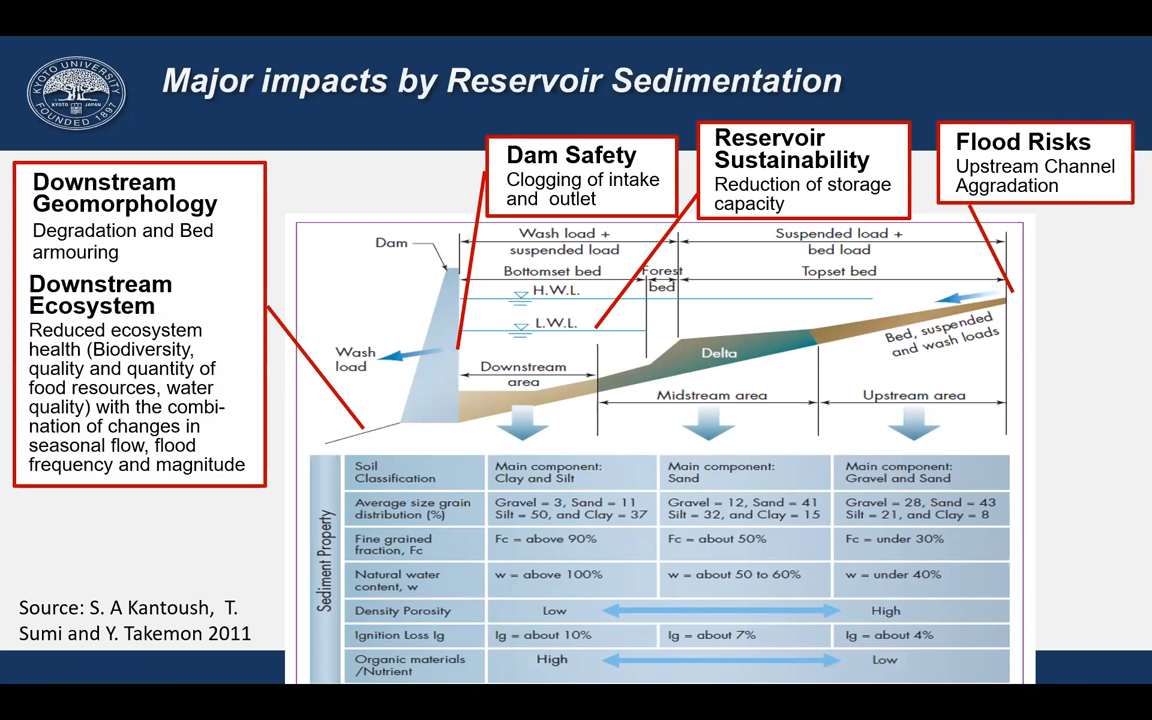 KYOTO UNIVERSITY
KYOTO JAPAN
FOUNDED 1897
Major impacts by Reservoir Sedimentation
Downstream
Geomorphology
Degradation and Bed
armouring
Downstream
Ecosystem
Reduced ecosystem
health (Biodiversity,
quality and quantity of
food resources, water
quality) with the combi-
nation of changes in
seasonal flow, flood
frequency and magnitude
Dam Safety
Clogging of intake
and outlet
Reservoir
Sustainability
Reduction of storage
capacity
Flood Risks
Upstream Channel
Aggradation
Dam
Wash load +
suspended load
Suspended load +
bed load
Bottomset bed
Forest
bed
Topset bed
H.W.L.
L.W.L.
Wash
load
Downstream
area
Delta
Bed, suspended
and wash loads
Midstream area
Upstream area
Sediment Property
Soil
Classification
Main component:
Clay and Silt
Main component:
Sand
Main component:
Gravel and Sand
Average size grain
distribution (%)
Gravel = 3, Sand = 11
Silt = 50, and Clay = 37
Gravel = 12, Sand = 41
Silt = 32, and Clay = 15
Gravel = 28, Sand = 43
Silt = 21, and Clay = 8
Fine grained
fraction, Fc
Fc = above 90%
Fc = about 50%
Fc = under 30%
Natural water
content, w
w = above 100%
w = about 50 to 60%
w = under 40%
Density Porosity
Low
High
Ignition Loss Ig
Ig = about 10%
Ig = about 7%
Ig = about 4%
Organic materials
/Nutrient
High
Low
Source: S. A Kantoush, T.
Sumi and Y. Takemon 2011